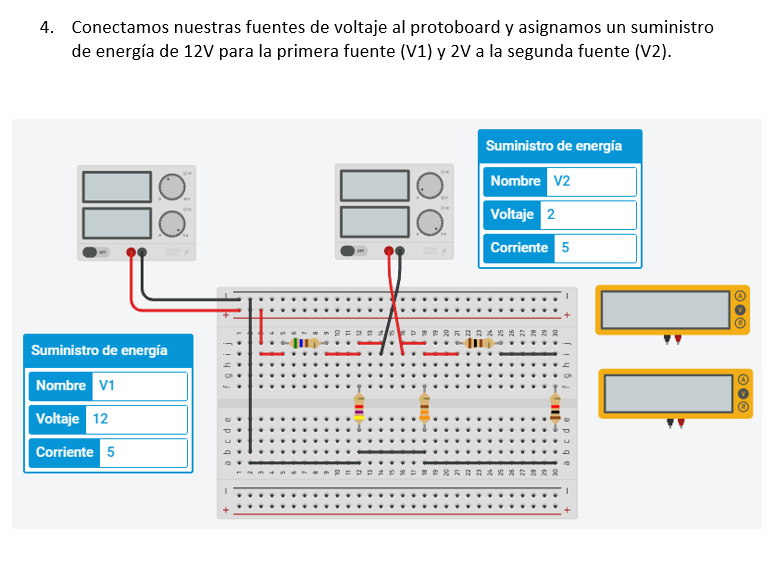 4. Conectamos nuestras fuentes de voltaje al protoboard y asignamos un suministro
de energía de 12V para la primera fuente (V1) y 2V a la segunda fuente (V2).
Suministro de energía
Nombre V2
Voltaje 2
Corriente 5
Suministro de energía
Nombre V1
Voltaje 12
Corriente 5
OFF
OFF
A
V
R
A
V
R
1 2 3 4 5 6 7 8 9 10 11 12 13 14 15 16 17 18 19 20 21 22 23 24 25 26 27 28 29 30
j
i
h
g
f
e
d
c
b
a
1 2 3 4 5 6 7 8 9 10 11 12 13 14 15 16 17 18 19 20 21 22 23 24 25 26 27 28 29 30